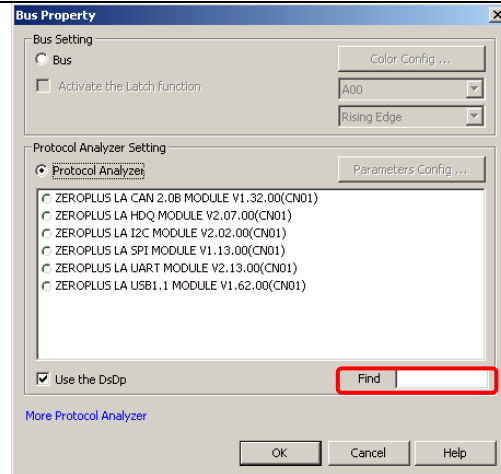 Bus Property
Bus Setting
Bus
Color Config ...
Activate the Latch function
A00
Rising Edge
Protocol Analyzer Setting
Protocol Analyzer
Parameters Config ...
ZEROPLUS LA CAN 2.0B MODULE V1.32.00(CN01)
ZEROPLUS LA HDQ MODULE V2.07.00(CN01)
ZEROPLUS LA I2C MODULE V2.02.00(CN01)
ZEROPLUS LA SPI MODULE V1.13.00(CN01)
ZEROPLUS LA UART MODULE V2.13.00(CN01)
ZEROPLUS LA USB1.1 MODULE V1.62.00(CN01)
Use the DsDp
Find
More Protocol Analyzer
OK Cancel Help